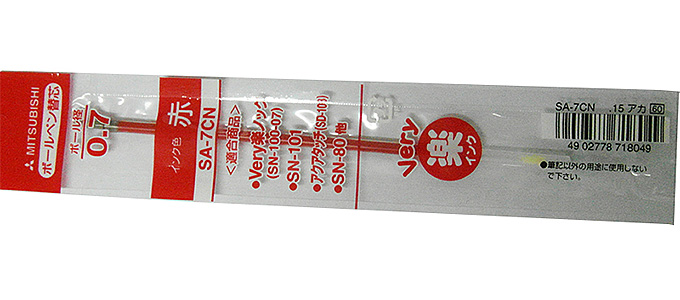 MITSUBISHI
ボールペン替芯
ボール径
0.7
インク色
赤
SA-7CN
<適合商品>
●Very楽ノック
(SN-100-07)
●SN-101
●アクアタッチ(SD-103)
●SN-80 他
Very
楽
インク
SA-7CN .15 アカ 60
4902778718049
●筆記以外の用途に使用しない
で下さい。